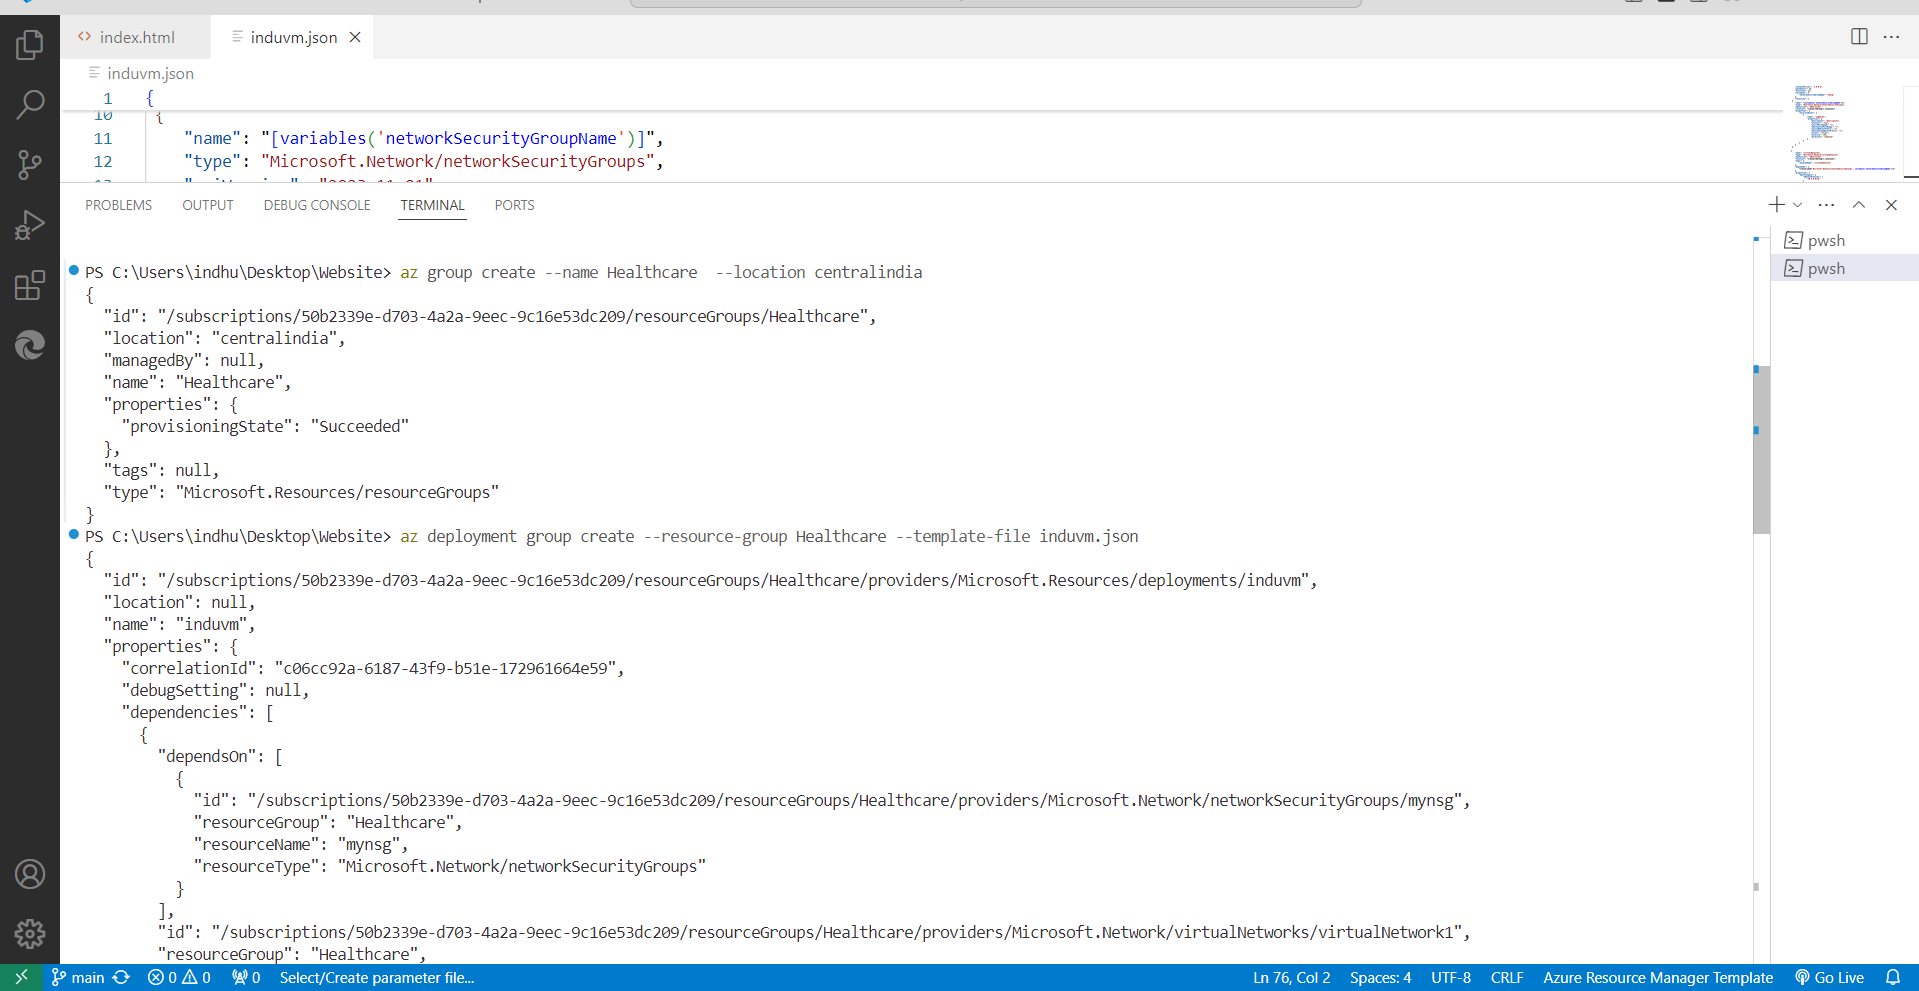 index.html
induvm.json
induvm.json
1 {
10 {
11 "name": "[variables('networkSecurityGroupName')]",
12 "type": "Microsoft.Network/networkSecurityGroups",
PROBLEMS OUTPUT DEBUG CONSOLE TERMINAL PORTS
pwsh
pwsh
PS C:\Users\indhu\Desktop\Website> az group create --name Healthcare  --location centralindia
{
"id": "/subscriptions/50b2339e-d703-4a2a-9eec-9c16e53dc209/resourceGroups/Healthcare",
"location": "centralindia",
"managedBy": null,
"name": "Healthcare",
"properties": {
"provisioningState": "Succeeded"
},
"tags": null,
"type": "Microsoft.Resources/resourceGroups"
}
PS C:\Users\indhu\Desktop\Website> az deployment group create --resource-group Healthcare --template-file induvm.json
{
"id": "/subscriptions/50b2339e-d703-4a2a-9eec-9c16e53dc209/resourceGroups/Healthcare/providers/Microsoft.Resources/deployments/induvm",
"location": null,
"name": "induvm",
"properties": {
"correlationId": "c06cc92a-6187-43f9-b51e-172961664e59",
"debugSetting": null,
"dependencies": [
{
"dependsOn": [
{
"id": "/subscriptions/50b2339e-d703-4a2a-9eec-9c16e53dc209/resourceGroups/Healthcare/providers/Microsoft.Network/networkSecurityGroups/mynsg",
"resourceGroup": "Healthcare",
"resourceName": "mynsg",
"resourceType": "Microsoft.Network/networkSecurityGroups"
}
],
"id": "/subscriptions/50b2339e-d703-4a2a-9eec-9c16e53dc209/resourceGroups/Healthcare/providers/Microsoft.Network/virtualNetworks/virtualNetwork1",
"resourceGroup": "Healthcare",
main 0 0 0 Select/Create parameter file... Ln 76, Col 2 Spaces: 4 UTF-8 CRLF Azure Resource Manager Template Go Live